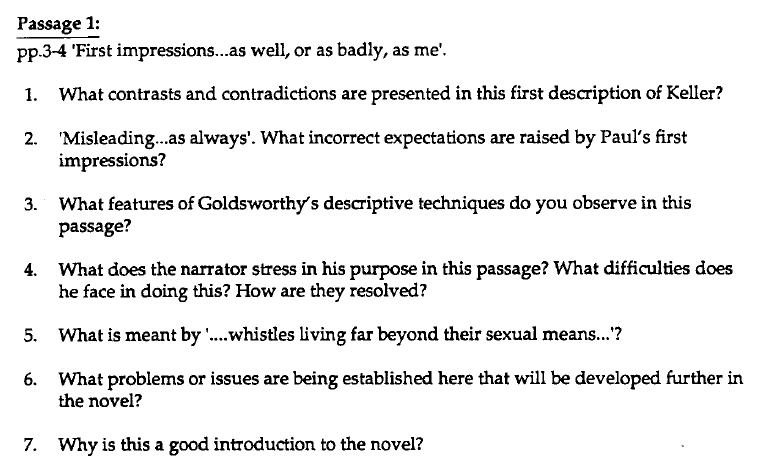 Passage 1:
pp.3-4 'First impressions...as well, or as badly, as me'.
1. What contrasts and contradictions are presented in this first description of Keller?
2. 'Misleading...as always'. What incorrect expectations are raised by Paul's first
impressions?
3. What features of Goldsworthy's descriptive techniques do you observe in this
passage?
4. What does the narrator stress in his purpose in this passage? What difficulties does
he face in doing this? How are they resolved?
5. What is meant by '....whistles living far beyond their sexual means...'?
6. What problems or issues are being established here that will be developed further in
the novel?
7. Why is this a good introduction to the novel?